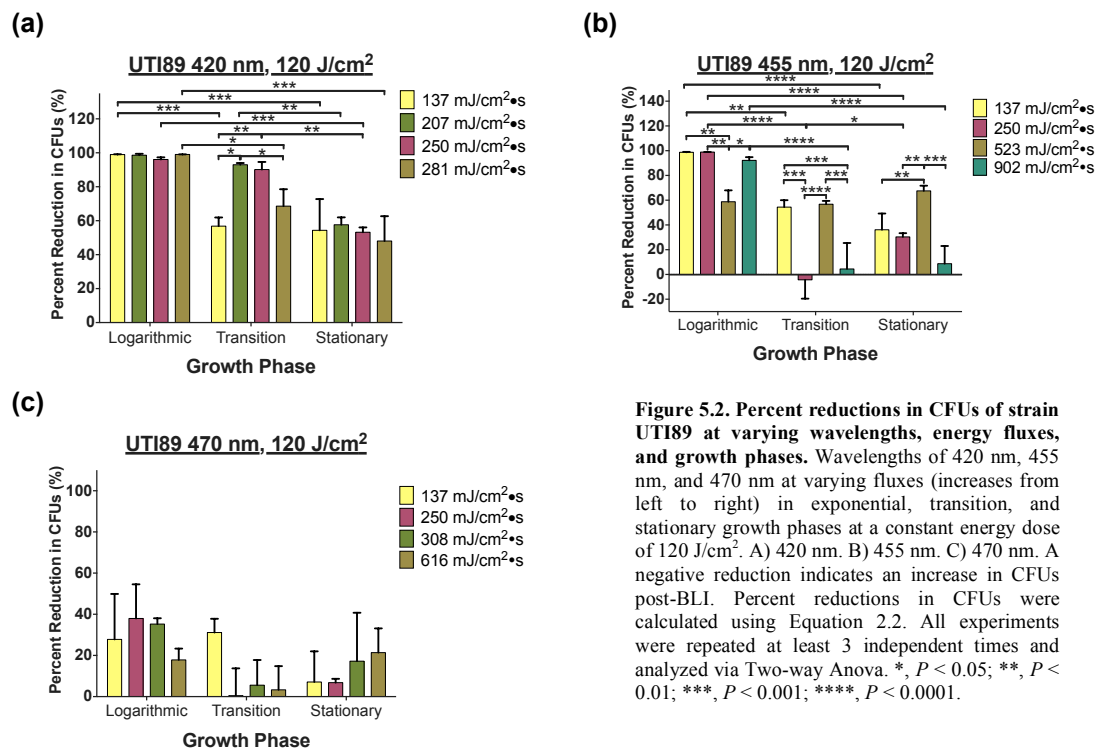 (a)
UTI89 420 nm, 120 J/cm²
Percent Reduction in CFUs (%)
100
80
60
40
20
0
*** *** *** ** *** ** ** * * *
Logarithmic Transition Stationary
Growth Phase
137 mJ/cm²•s
207 mJ/cm²•s
250 mJ/cm²•s
281 mJ/cm²•s
(b)
UTI89 455 nm, 120 J/cm²
Percent Reduction in CFUs (%)
140
120
100
80
60
40
20
0
-20
**** **** **** ** **** * ** ** * *** *** *** **** ** *** **
Logarithmic Transition Stationary
Growth Phase
137 mJ/cm²•s
250 mJ/cm²•s
523 mJ/cm²•s
902 mJ/cm²•s
(c)
UTI89 470 nm, 120 J/cm²
Percent Reduction in CFUs (%)
100
80
60
40
20
0
Logarithmic Transition Stationary
Growth Phase
137 mJ/cm²•s
250 mJ/cm²•s
308 mJ/cm²•s
616 mJ/cm²•s
Figure 5.2. Percent reductions in CFUs of strain
UTI89 at varying wavelengths, energy fluxes,
and growth phases. Wavelengths of 420 nm, 455
nm, and 470 nm at varying fluxes (increases from
left to right) in exponential, transition, and
stationary growth phases at a constant energy dose
of 120 J/cm². A) 420 nm. B) 455 nm. C) 470 nm. A
negative reduction indicates an increase in CFUs
post-BLI. Percent reductions in CFUs were
calculated using Equation 2.2. All experiments
were repeated at least 3 independent times and
analyzed via Two-way Anova. *, P < 0.05; **, P <
0.01; ***, P < 0.001; ****, P < 0.0001.